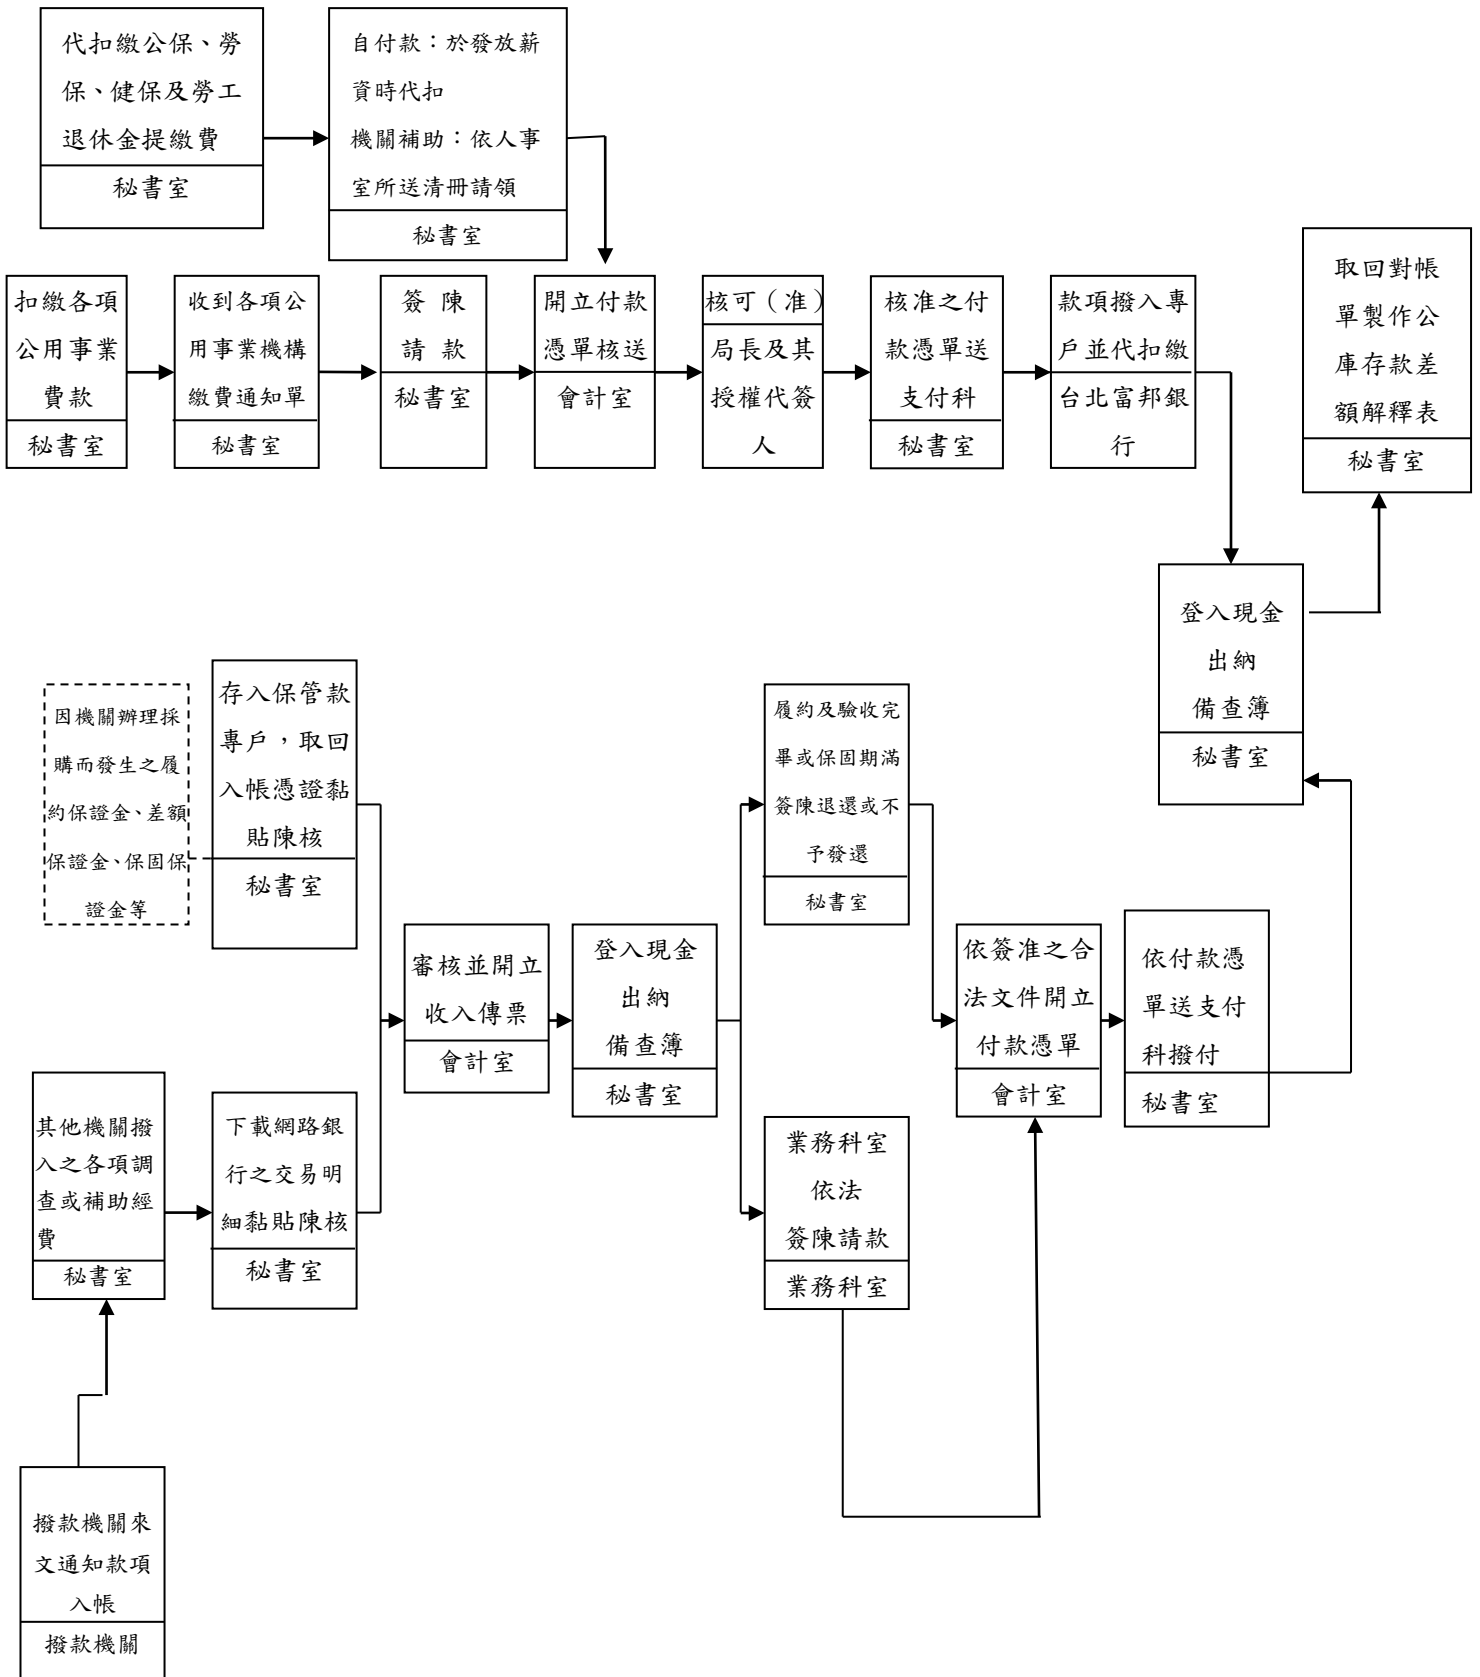 代扣繳公保、勞
保、健保及勞工
退休金提繳費
秘書室
自付款：於發放薪
資時代扣
機關補助：依人事
室所送清冊請領
秘書室
扣繳各項
公用事業
費款
秘書室
收到各項公
用事業機構
繳費通知單
秘書室
簽 陳
請 款
秘書室
開立付款
憑單核送
會計室
核可（准）
局長及其
授權代簽
人
核准之付
款憑單送
支付科
秘書室
款項撥入專
戶並代扣繳
台北富邦銀
行
取回對帳
單製作公
庫存款差
額解釋表
秘書室
登入現金
出納
備查簿
秘書室
因機關辦理採
購而發生之履
約保證金、差額
保證金、保固保
證金等
存入保管款
專戶，取回
入帳憑證黏
貼陳核
秘書室
審核並開立
收入傳票
會計室
登入現金
出納
備查簿
秘書室
履約及驗收完
畢或保固期滿
簽陳退還或不
予發還
秘書室
依簽准之合
法文件開立
付款憑單
會計室
依付款憑
單送支付
科撥付
秘書室
其他機關撥
入之各項調
查或補助經
費
秘書室
下載網路銀
行之交易明
細黏貼陳核
秘書室
業務科室
依法
簽陳請款
業務科室
撥款機關來
文通知款項
入帳
撥款機關